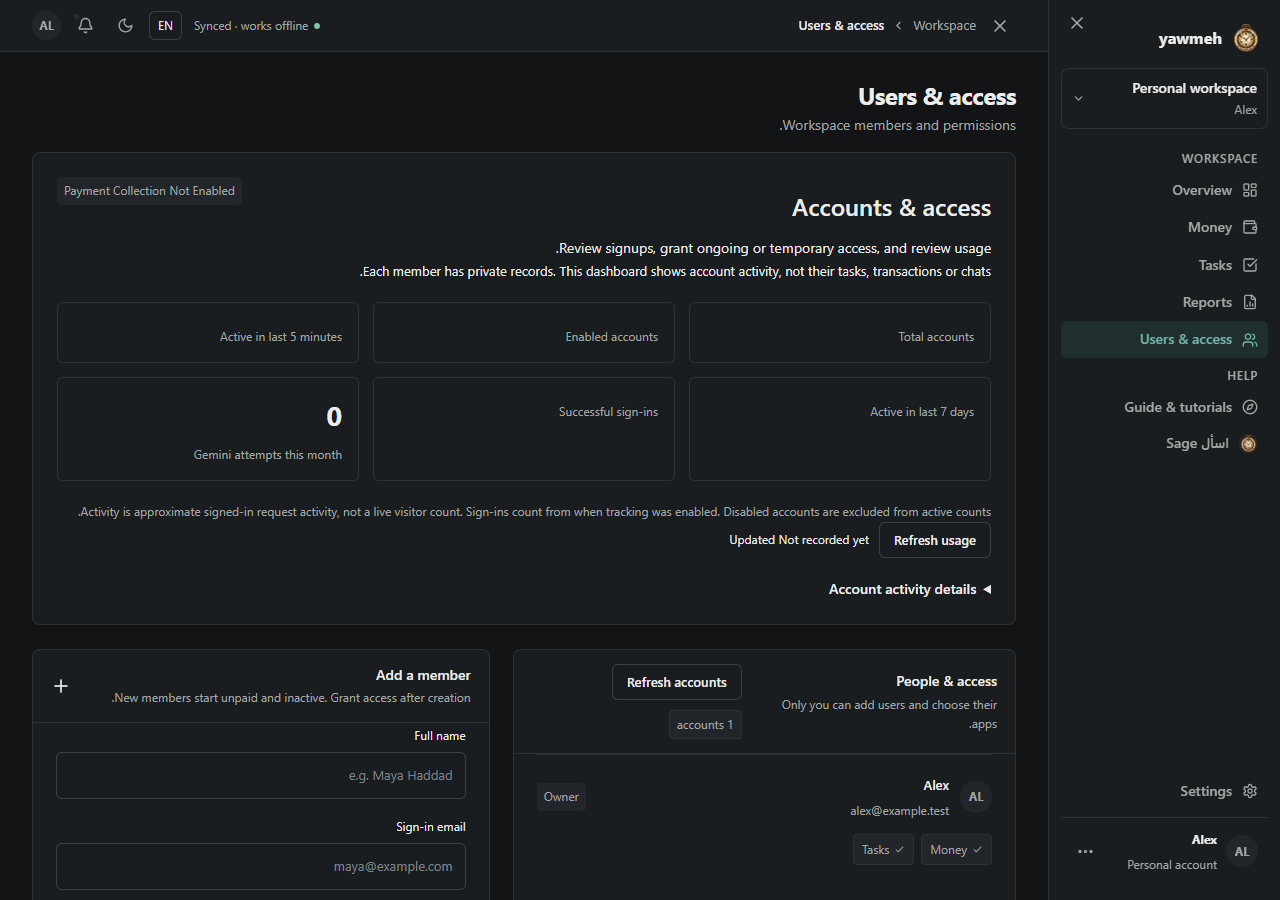 yawmeh
Personal workspace
Alex
WORKSPACE
Overview
Money
Tasks
Reports
Users & access
HELP
Guide & tutorials
اسأل Sage
Settings
AL
Alex
Personal account
Workspace
Users & access
Synced · works offline
EN
AL
Users & access
.Workspace members and permissions
Payment Collection Not Enabled
Accounts & access
.Review signups, grant ongoing or temporary access, and review usage
.Each member has private records. This dashboard shows account activity, not their tasks, transactions or chats
Total accounts
Enabled accounts
Active in last 5 minutes
Active in last 7 days
Successful sign-ins
0
Gemini attempts this month
.Activity is approximate signed-in request activity, not a live visitor count. Sign-ins count from when tracking was enabled. Disabled accounts are excluded from active counts
Refresh usage
Updated Not recorded yet
Account activity details
People & access
Only you can add users and choose their
.apps
Refresh accounts
accounts 1
AL
Alex
alex@example.test
Owner
Money ✓
Tasks ✓
Add a member
.New members start unpaid and inactive. Grant access after creation
Full name
e.g. Maya Haddad
Sign-in email
maya@example.com